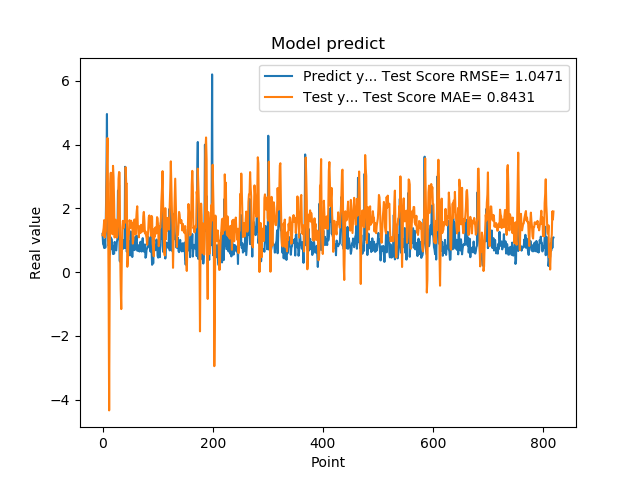 Model predict
Predict y... Test Score RMSE= 1.0471
Test y... Test Score MAE= 0.8431
Real value
6
4
2
0
−2
−4
0 200 400 600 800
Point